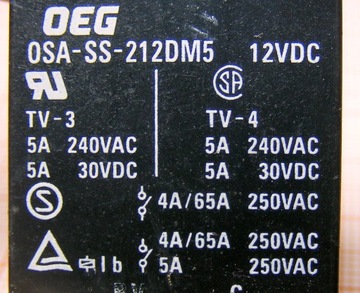 OEG
OSA-SS-212DM5 12VDC
TV-3 TV-4
5A 240VAC 5A 240VAC
5A 30VDC 5A 30VDC
S 4A/65A 250VAC
4A/65A 250VAC
lb 5A 250VAC